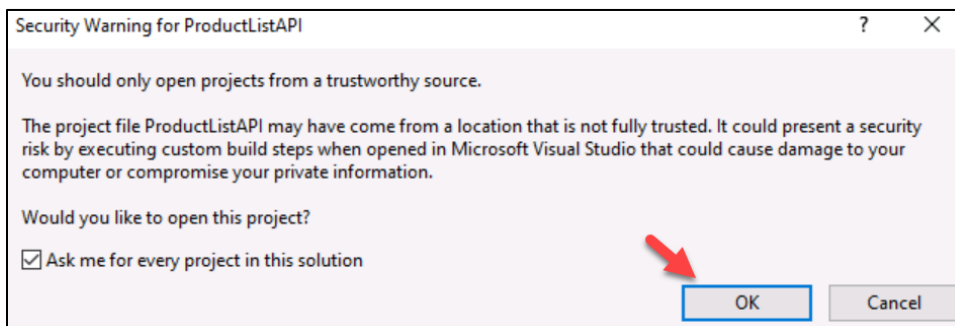 Security Warning for ProductListAPI
You should only open projects from a trustworthy source.
The project file ProductListAPI may have come from a location that is not fully trusted. It could present a security
risk by executing custom build steps when opened in Microsoft Visual Studio that could cause damage to your
computer or compromise your private information.
Would you like to open this project?
Ask me for every project in this solution
OK
Cancel